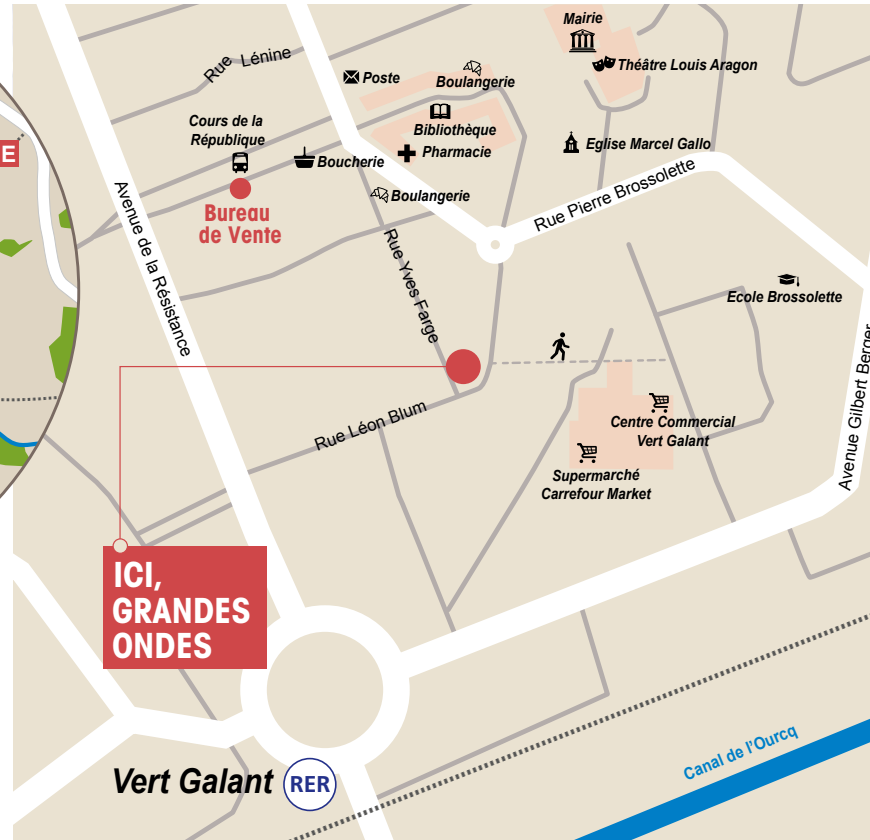 Mairie
Théâtre Louis Aragon
Rue Lénine
Poste
Boulangerie
Cours de la
République
Bibliothèque
Boucherie
Pharmacie
Eglise Marcel Gallo
E
Boulangerie
Bureau
de Vente
Rue Pierre Brossolette
Avenue de la Résistance
Rue Yves Farge
Ecole Brossolette
Avenue Gilbert Berger
Rue Léon Blum
Centre Commercial
Vert Galant
Supermarché
Carrefour Market
ICI,
GRANDES
ONDES
Canal de l'Ourcq
Vert Galant RER